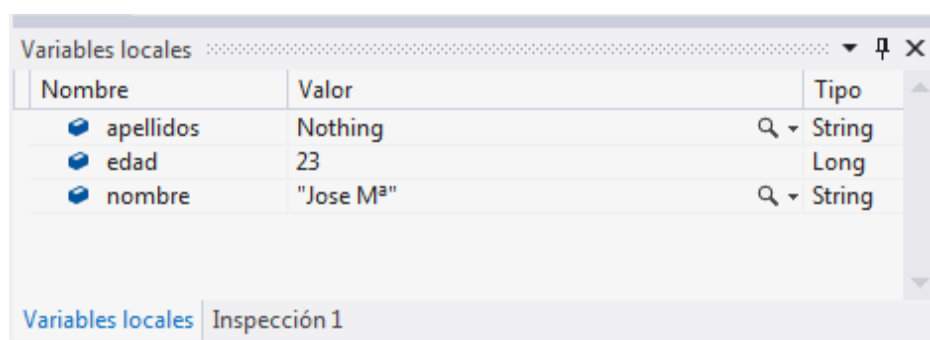 Variables locales
Nombre Valor Tipo
apellidos Nothing String
edad 23 Long
nombre "Jose Mª" String
Variables locales Inspección 1